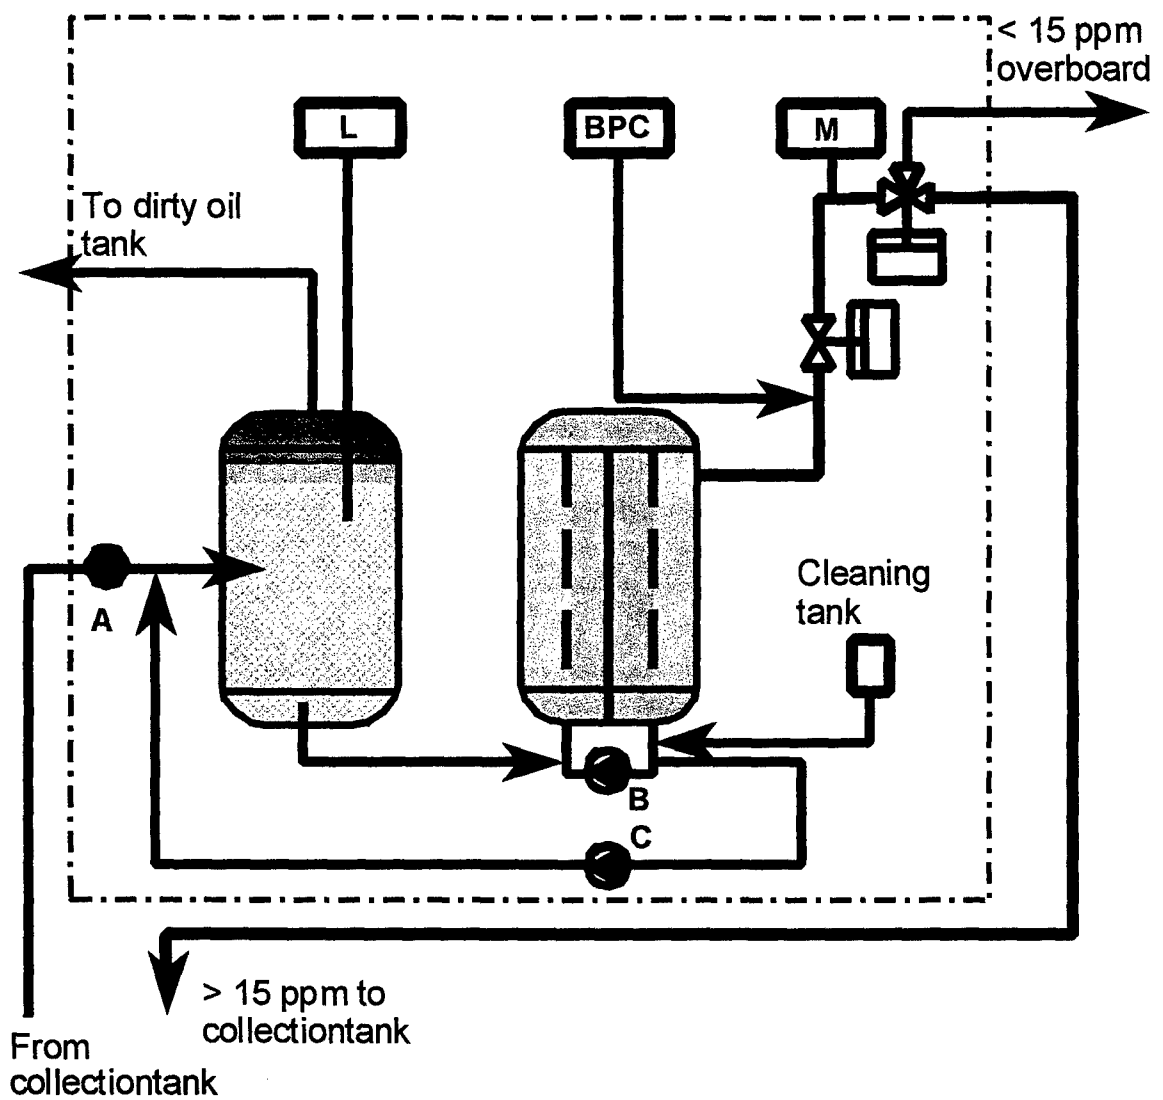 < 15 ppm
overboard
L
BPC
M
To dirty oil
tank
Cleaning
tank
A
B
C
> 15 ppm to
collectiontank
From
collectiontank